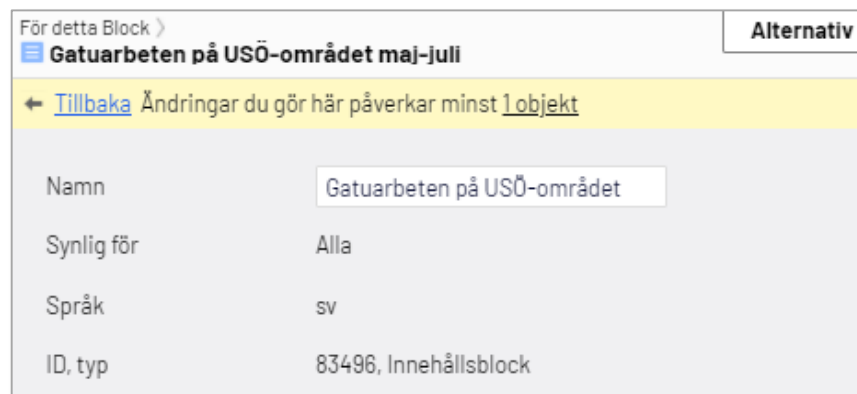 För detta Block 〉
Alternativ
Gatuarbeten på USÖ-området maj-juli
← Tillbaka Ändringar du gör här påverkar minst 1 objekt
Namn Gatuarbeten på USÖ-området
Synlig för Alla
Språk sv
ID, typ 83496, Innehållsblock